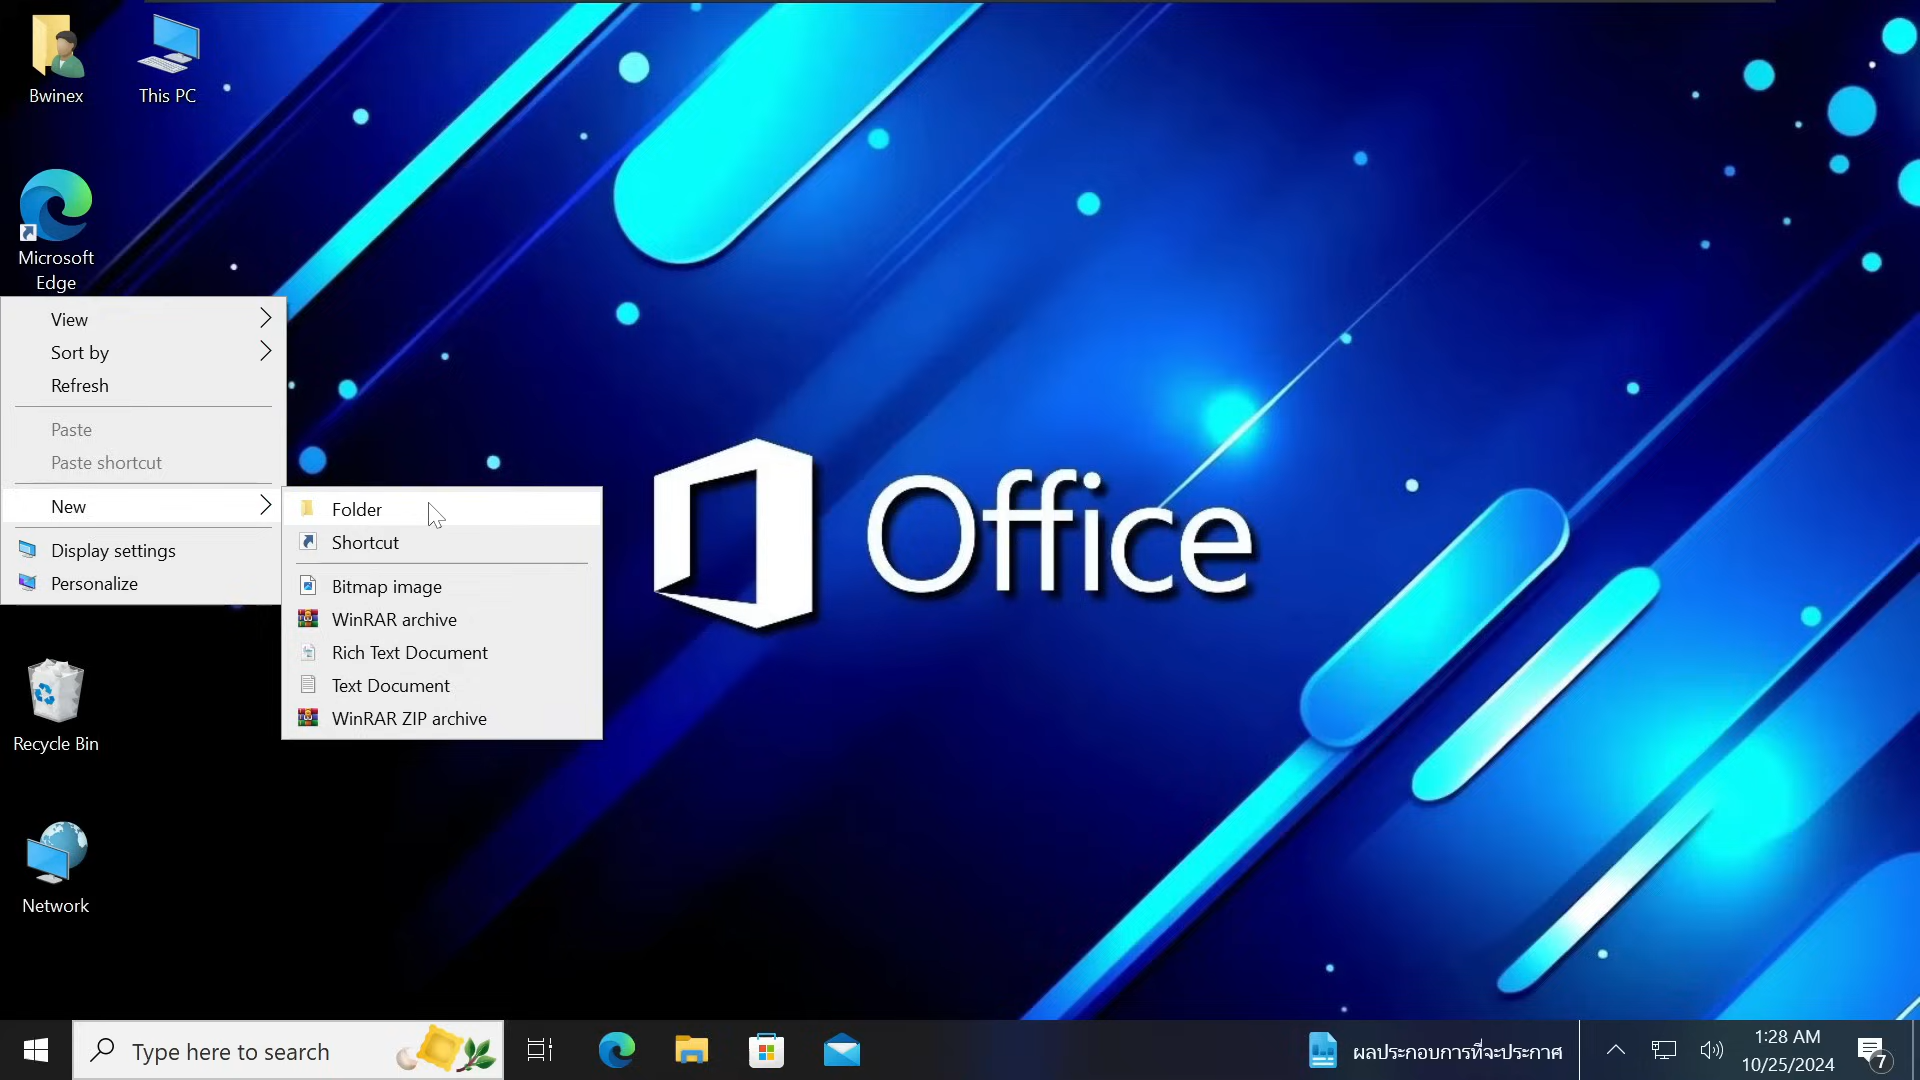 Bwinex
This PC
Microsoft
Edge
View
Sort by
Refresh
Paste
Paste shortcut
New
Display settings
Personalize
Folder
Shortcut
Bitmap image
WinRAR archive
Rich Text Document
Text Document
WinRAR ZIP archive
Office
Recycle Bin
Network
Type here to search
ผลประกอบการที่จะประกาศ
1:28 AM
10/25/2024
7